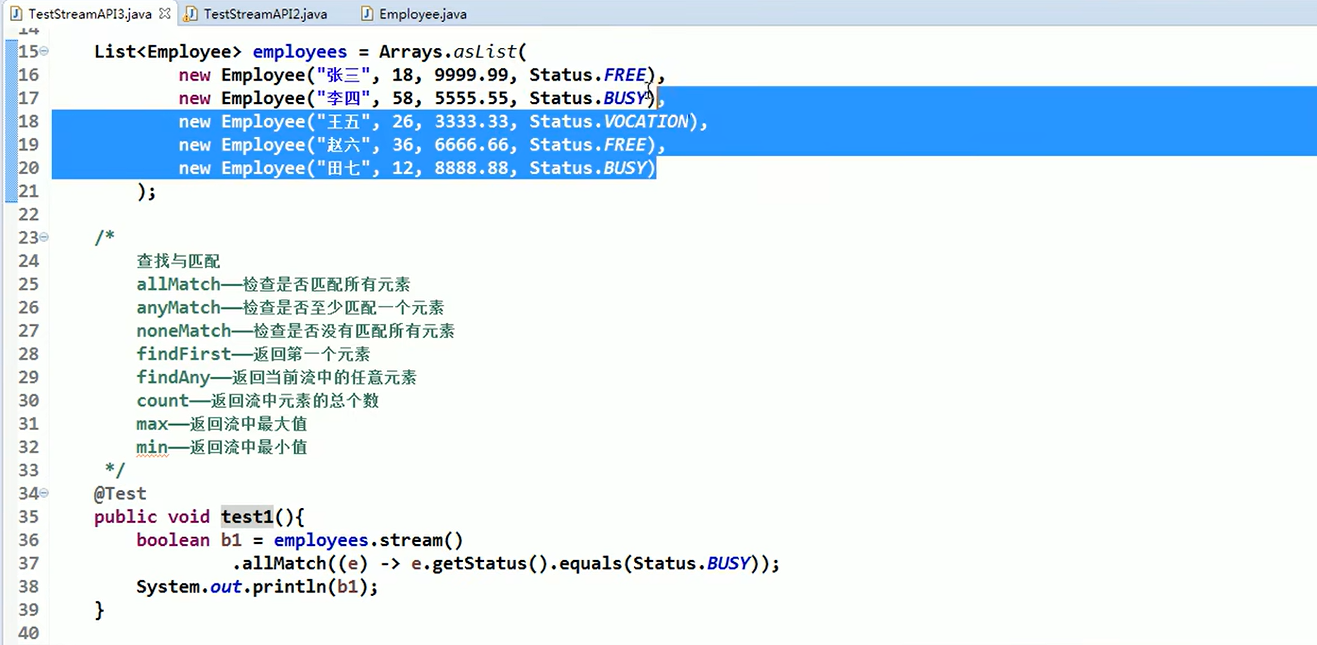 TestStreamAPI3.java TestStreamAPI2.java Employee.java
14
15 List<Employee> employees = Arrays.asList(
16 new Employee("张三", 18, 9999.99, Status.FREE),
17 new Employee("李四", 58, 5555.55, Status.BUSY),
18 new Employee("王五", 26, 3333.33, Status.VOCATION),
19 new Employee("赵六", 36, 6666.66, Status.FREE),
20 new Employee("田七", 12, 8888.88, Status.BUSY)
21 );
22
23 /*
24 查找与匹配
25 allMatch——检查是否匹配所有元素
26 anyMatch——检查是否至少匹配一个元素
27 noneMatch——检查是否没有匹配所有元素
28 findFirst——返回第一个元素
29 findAny——返回当前流中的任意元素
30 count——返回流中元素的总个数
31 max——返回流中最大值
32 min——返回流中最小值
33 */
34 @Test
35 public void test1(){
36 boolean b1 = employees.stream()
37 .allMatch((e) -> e.getStatus().equals(Status.BUSY));
38 System.out.println(b1);
39 }
40